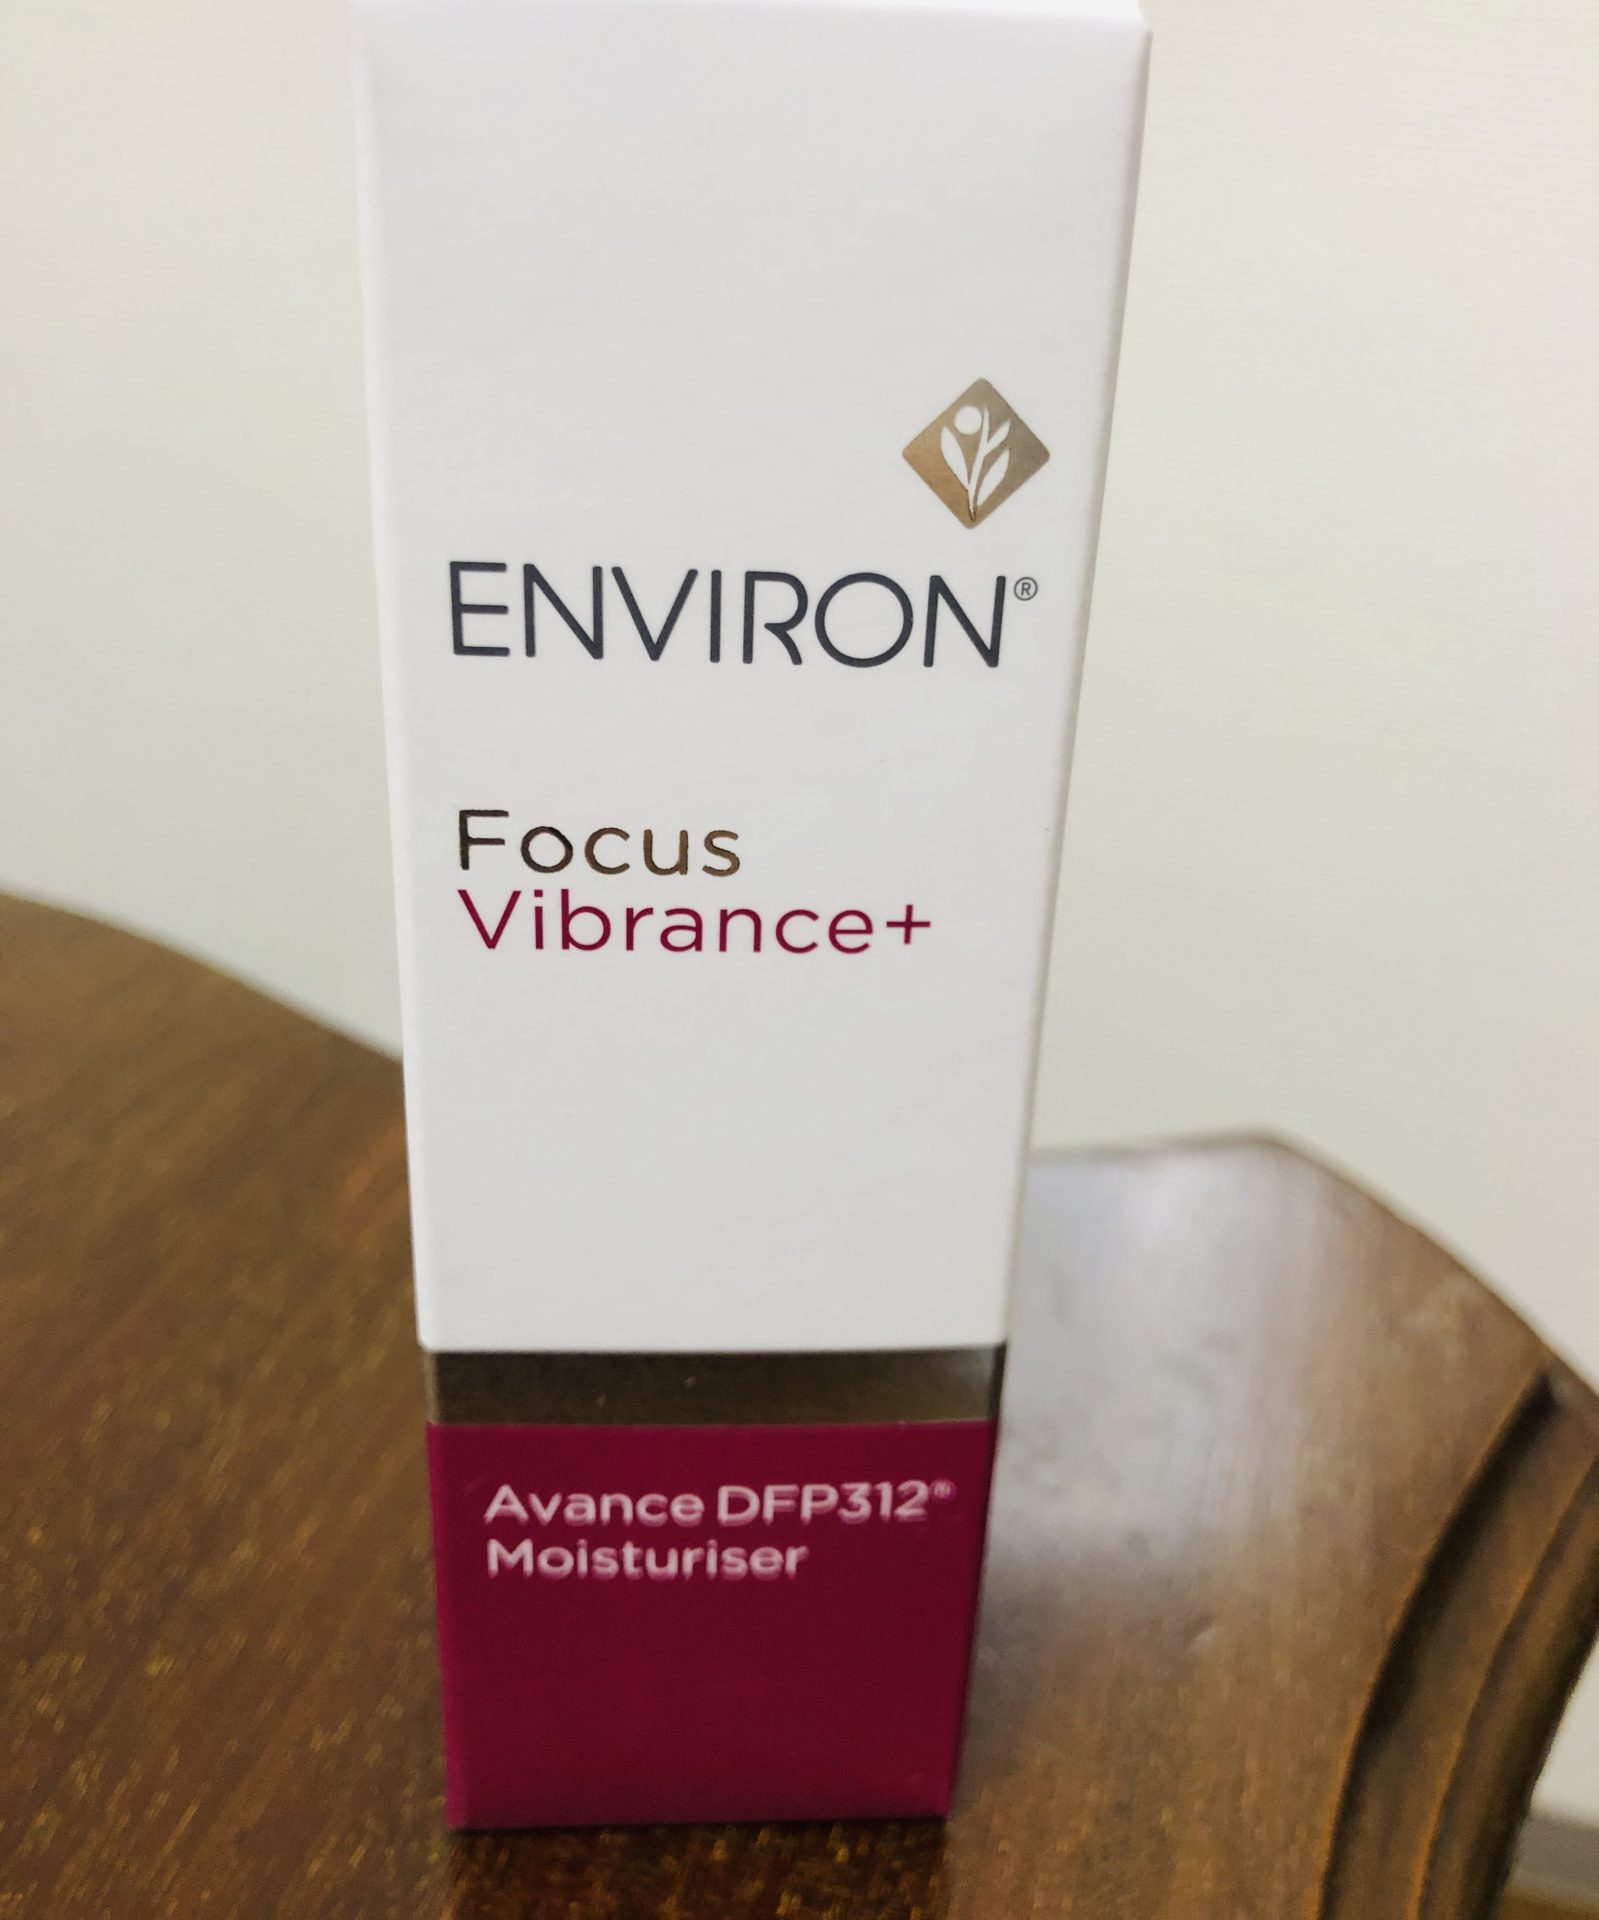 ENVIRON®
Focus
Vibrance+
Avance DFP312®
Moisturiser